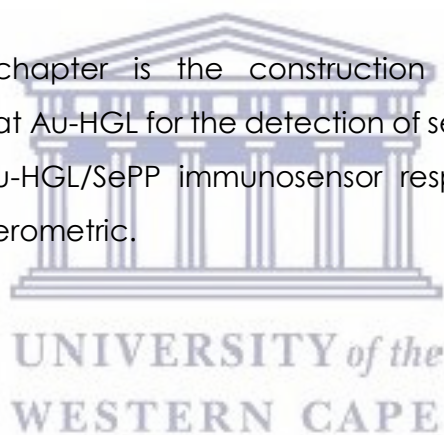 chapter is the construction
at Au-HGL for the detection of se
u-HGL/SePP immunosensor resp
erometric.
UNIVERSITY of the
WESTERN CAPE